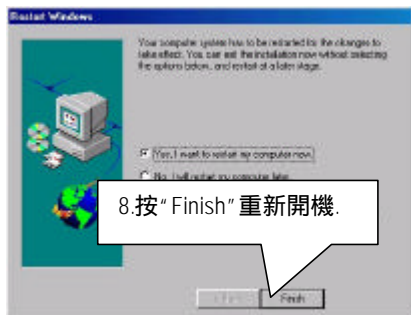 Restart Windows
Your computer system has to be restarted for the changes to
take effect. You can exit the installation now without selecting
the options below, and restart at a later stage.
Yes, I want to restart my computer now.
No, I will restart my computer later.
8.按“Finish”重新開機.
Finish